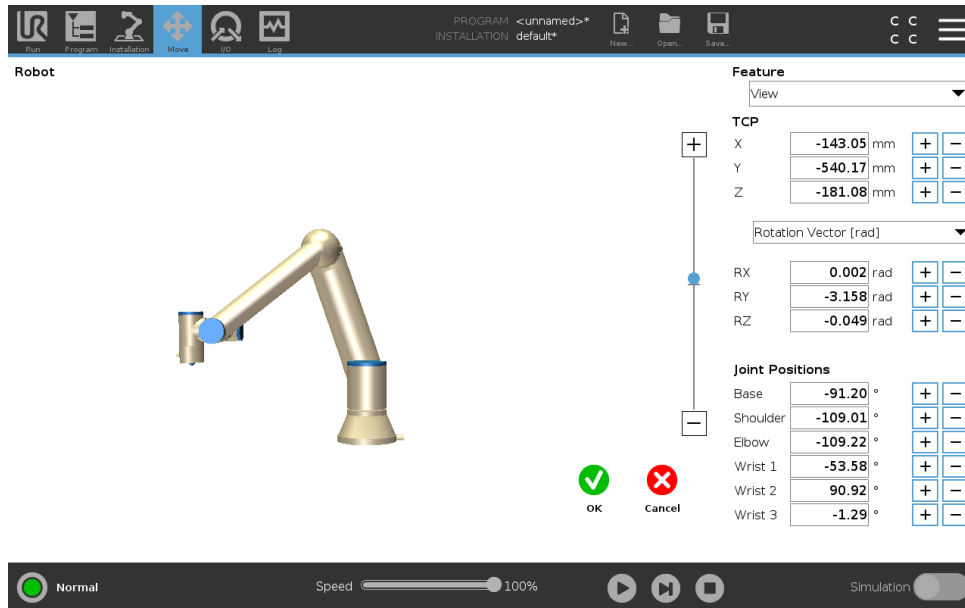 PROGRAM <unnamed>*
INSTALLATION default*
UR
Run
Program
Installation
Move
I/O
Log
New...
Open...
Save...
C C
C C
Robot
Feature
View
TCP
X -143.05 mm + −
Y -540.17 mm + −
Z -181.08 mm + −
Rotation Vector [rad]
RX 0.002 rad + −
RY -3.158 rad + −
RZ -0.049 rad + −
Joint Positions
Base -91.20 ° + −
Shoulder -109.01 ° + −
Elbow -109.22 ° + −
Wrist 1 -53.58 ° + −
Wrist 2 90.92 ° + −
Wrist 3 -1.29 ° + −
+
−
OK
Cancel
Normal
Speed 100%
Simulation